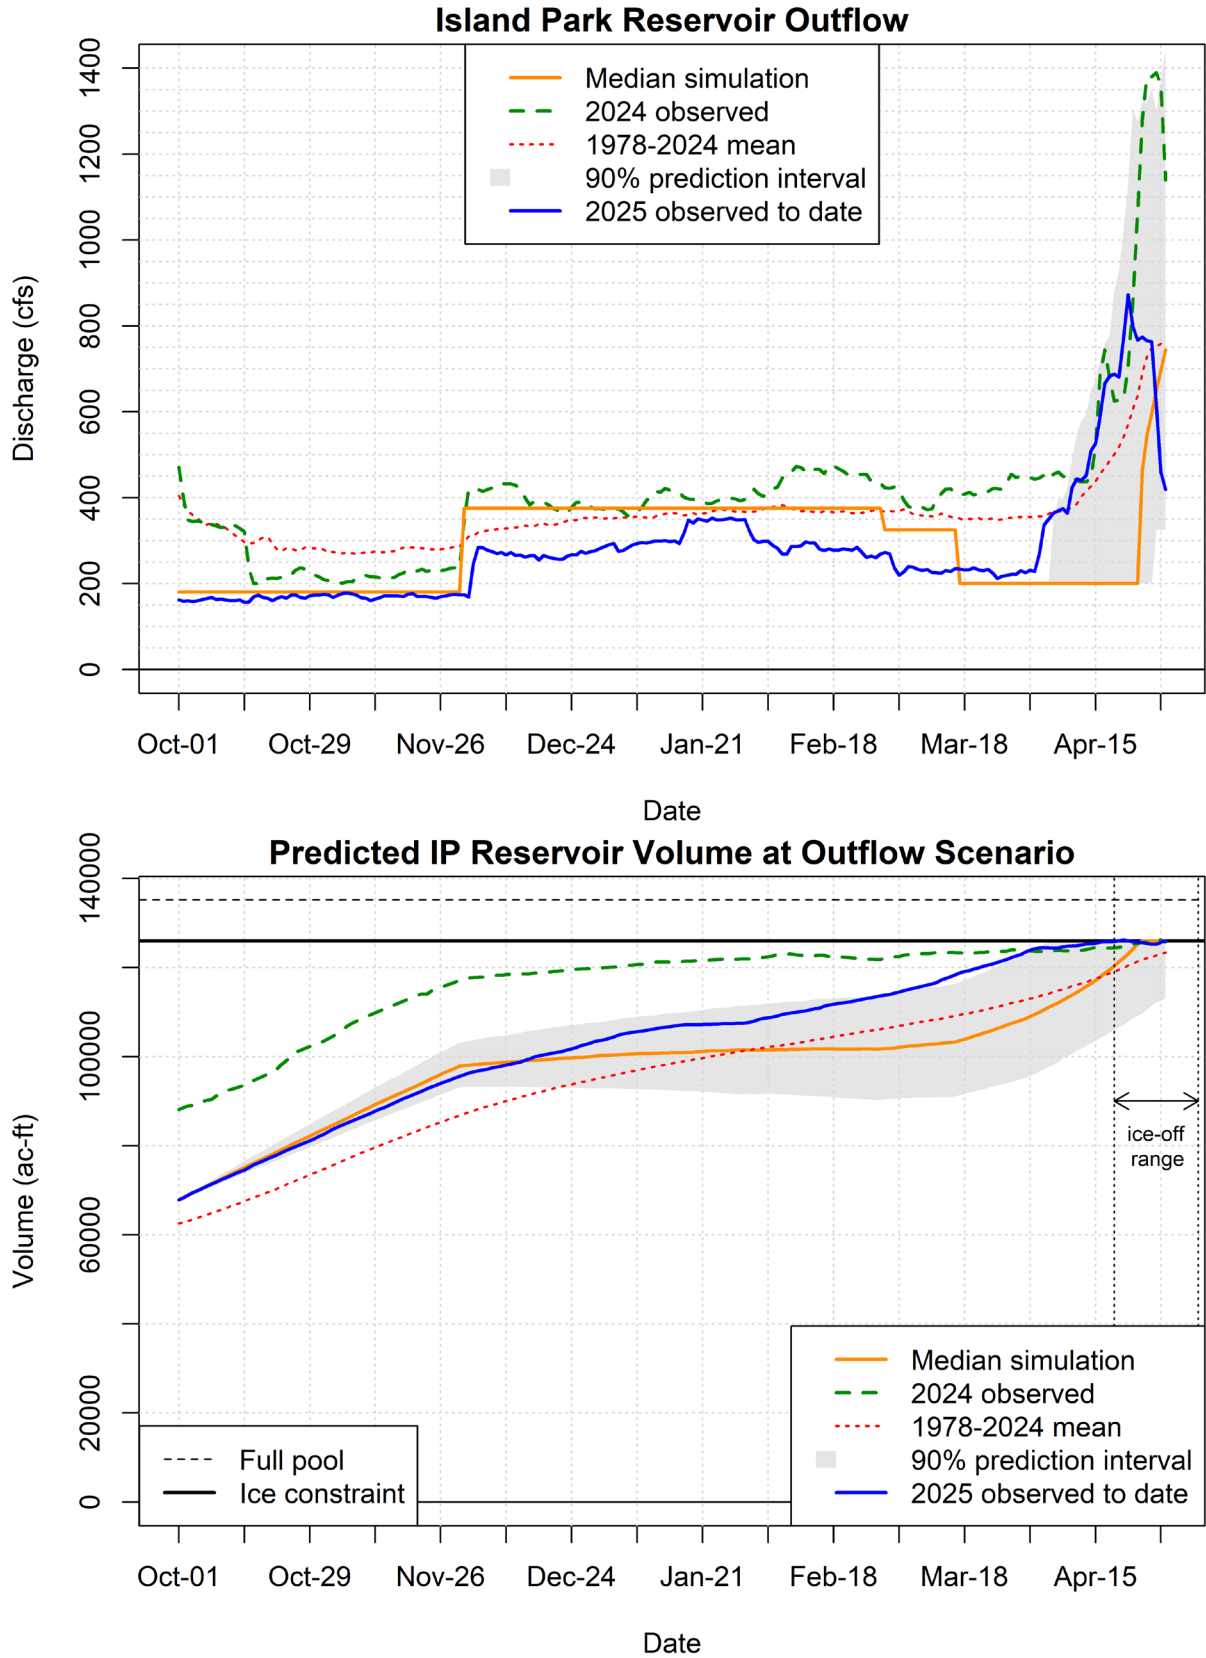 Island Park Reservoir Outflow
Discharge (cfs)
1400
1200
1000
800
600
400
200
0
Median simulation
2024 observed
1978-2024 mean
90% prediction interval
2025 observed to date
Oct-01 Oct-29 Nov-26 Dec-24 Jan-21 Feb-18 Mar-18 Apr-15
Date
Predicted IP Reservoir Volume at Outflow Scenario
Volume (ac-ft)
140000
100000
60000
20000
0
ice-off
range
Full pool
Ice constraint
Median simulation
2024 observed
1978-2024 mean
90% prediction interval
2025 observed to date
Oct-01 Oct-29 Nov-26 Dec-24 Jan-21 Feb-18 Mar-18 Apr-15
Date